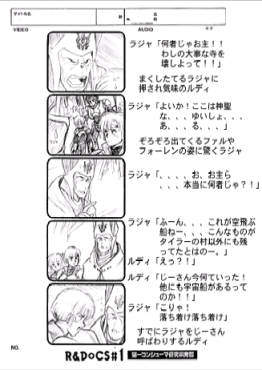 タイトル名
VIDEO
AUDIO
ラジャ「何者じゃお主！！
わしの大事な寺を
壊しよって！！」
まくしたてるラジャに
押され気味のルディ
ラジャ「よいか！ここは神聖
な、、、ゆいしょ、、、
あ、、、る、、、」
ぞろぞろ出てくるファルや
フォーレンの姿に驚くラジャ
ラジャ「、、、、お、お主ら
、、、、本当に何者じゃ？！」
ラジャ「ふーん、、、これが空飛ぶ
船ねー、、、こんなものが
タイラーの村以外にも残
ってたとはのー。」
ルディ「えっ？！」
ルディ「じーさん今何ていった！
他にも宇宙船があるって
のか！！」
ラジャ「こりゃ！
落ち着け落ち着け」
すでにラジャをじーさん
呼ばわりするルディ
NO.
R&DOCS#1